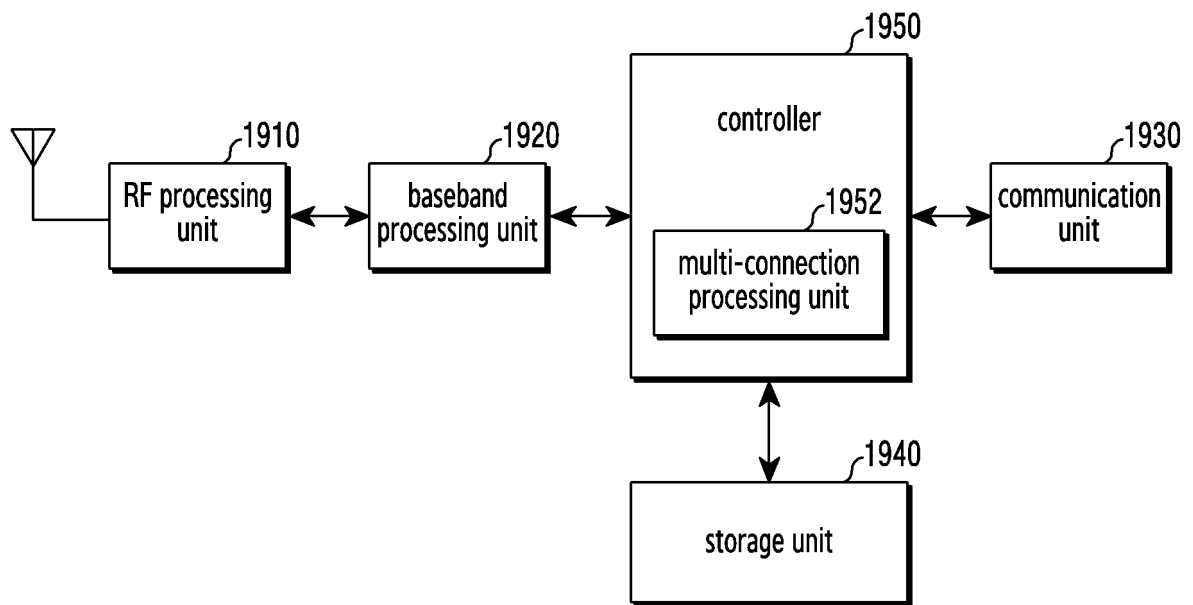 1950
controller
1910
RF processing
unit
1920
baseband
processing unit
1952
multi-connection
processing unit
1930
communication
unit
1940
storage unit